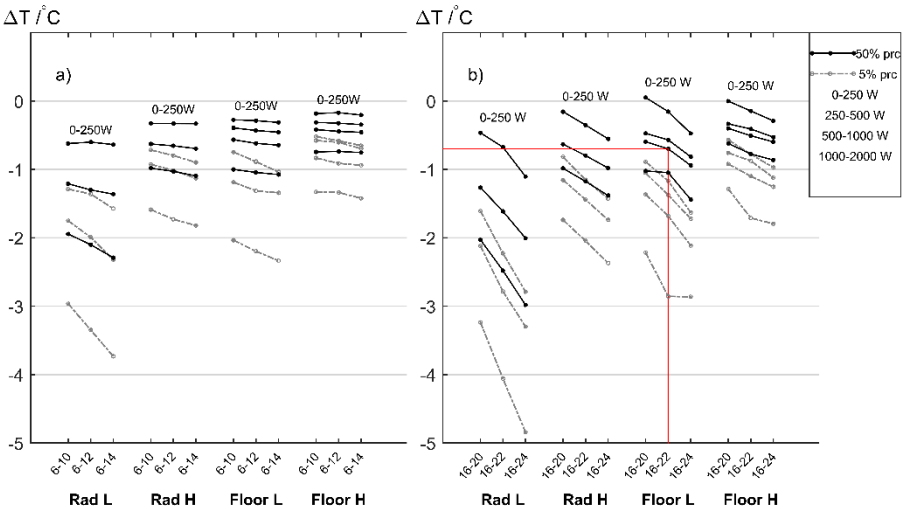 ΔT /°C
ΔT /°C
a)
b)
50% prc
5% prc
0-250 W
250-500 W
500-1000 W
1000-2000 W
0-250W
0-250W
0-250W
0-250W
0-250 W
0-250 W
0-250 W
0-250 W
0
-1
-2
-3
-4
-5
0
-1
-2
-3
-4
-5
6-10
6-12
6-14
6-10
6-12
6-14
6-10
6-12
6-14
6-10
6-12
6-14
16-20
16-22
16-24
16-20
16-22
16-24
16-20
16-22
16-24
16-20
16-22
16-24
Rad L
Rad H
Floor L
Floor H
Rad L
Rad H
Floor L
Floor H